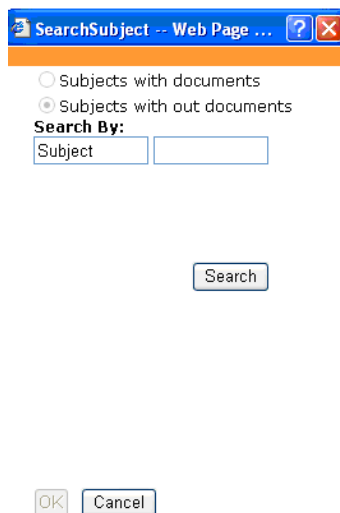 SearchSubject -- Web Page ...
Subjects with documents
Subjects with out documents
Search By:
Subject
Search
OK Cancel